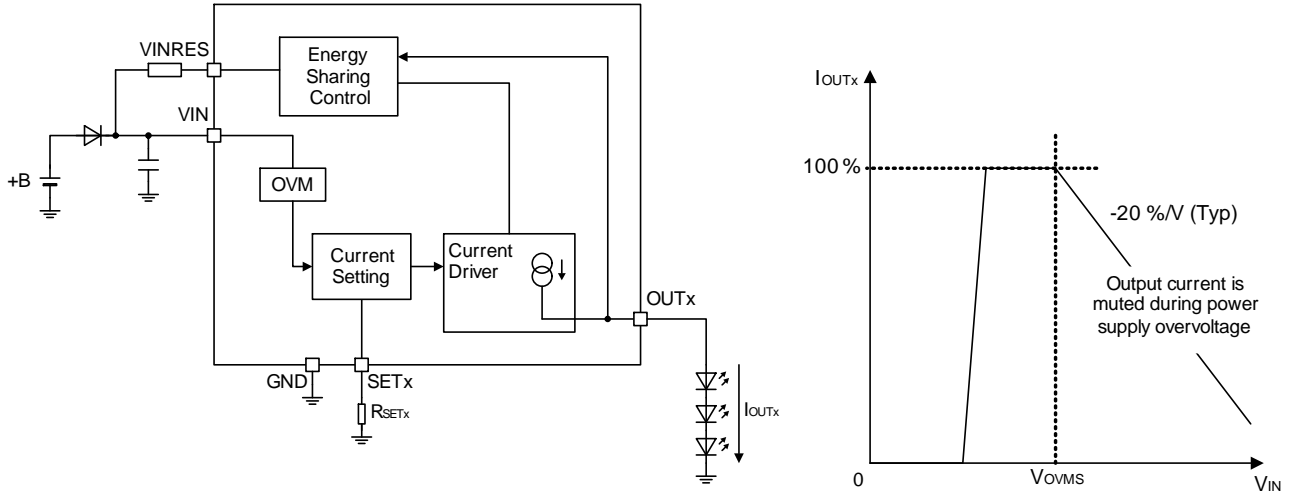 VINRES
Energy
Sharing
Control
VIN
+B
OVM
Current
Setting
Current
Driver
OUTx
GND
SETx
RSETx
IOUTx
IOUTx
100 %
-20 %/V (Typ)
Output current is
muted during power
supply overvoltage
0
VOVMS
VIN